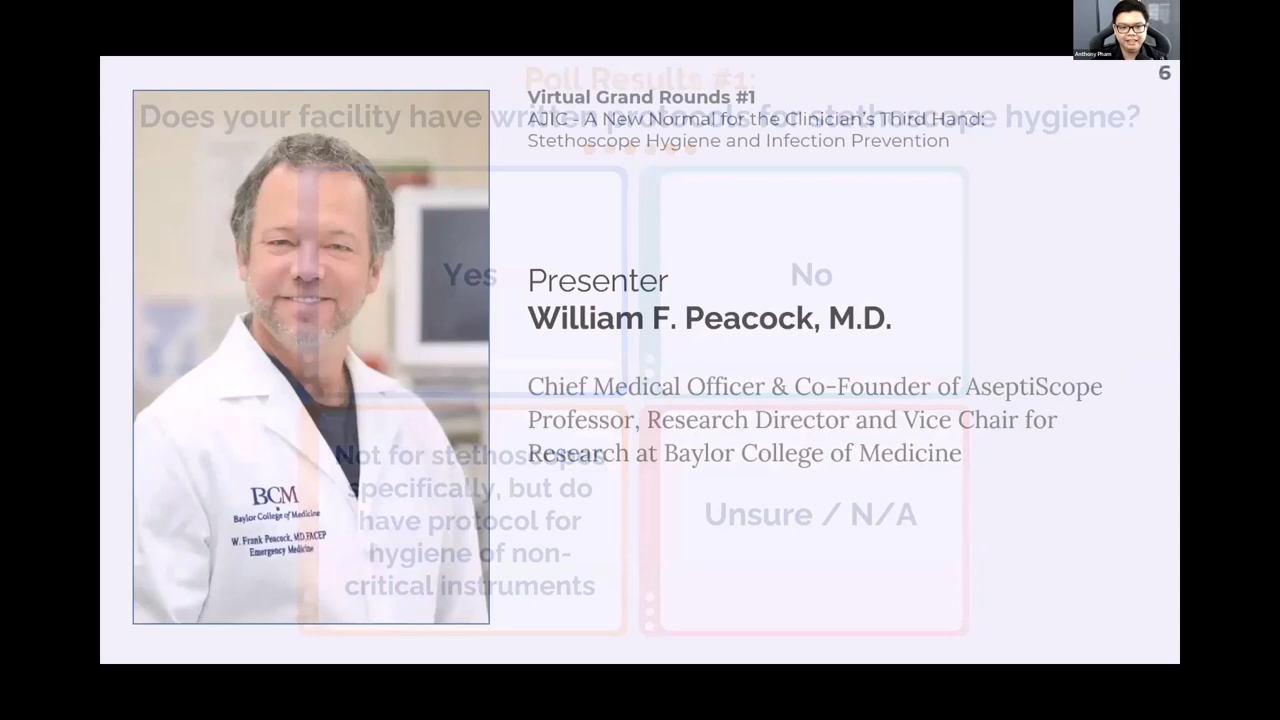 Anthony Pham
6
Poll Results #1:
Does your facility have written protocols for stethoscope hygiene?
Virtual Grand Rounds #1
AJIC - A New Normal for the Clinician's Third Hand:
Stethoscope Hygiene and Infection Prevention
Yes
No
Presenter
William F. Peacock, M.D.
Chief Medical Officer & Co-Founder of AseptiScope
Professor, Research Director and Vice Chair for
Research at Baylor College of Medicine
Not for stethoscopes
specifically, but do
have protocol for
hygiene of non-
critical instruments
Unsure / N/A
BCM
Baylor College of Medicine
W. Frank Peacock, M.D. FACEP
Emergency Medicine